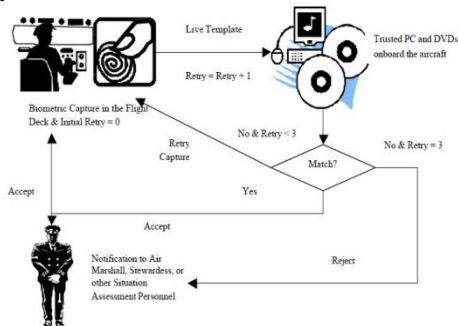 Live Template
Trusted PC and DVDs
onboard the aircraft
Retry = Retry + 1
Biometric Capture in the Flight
Deck & Initial Retry = 0
No & Retry < 3
No & Retry = 3
Retry
Capture
Match?
Accept
Yes
Accept
Notification to Air
Marshall, Stewardess, or
other Situation
Assessment Personnel
Reject